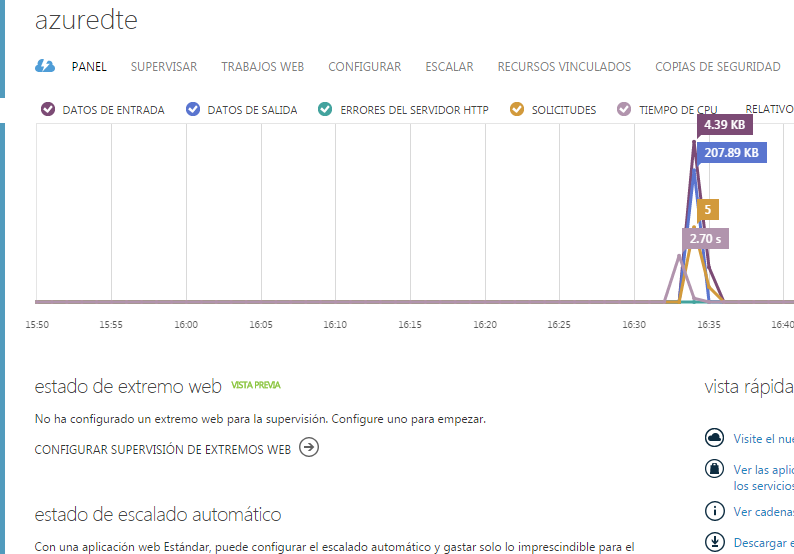 azuredte
PANEL SUPERVISAR TRABAJOS WEB CONFIGURAR ESCALAR RECURSOS VINCULADOS COPIAS DE SEGURIDAD
DATOS DE ENTRADA DATOS DE SALIDA ERRORES DEL SERVIDOR HTTP SOLICITUDES TIEMPO DE CPU RELATIVO
4.39 KB
207.89 KB
5
2.70 s
15:50 15:55 16:00 16:05 16:10 16:15 16:20 16:25 16:30 16:35 16:40
estado de extremo web VISTA PREVIA
vista rápida
No ha configurado un extremo web para la supervisión. Configure uno para empezar.
Visite el nue
CONFIGURAR SUPERVISIÓN DE EXTREMOS WEB
Ver las aplic
los servicios
Ver cadenas
estado de escalado automático
Descargar e
Con una aplicación web Estándar, puede configurar el escalado automático y gastar solo lo imprescindible para el